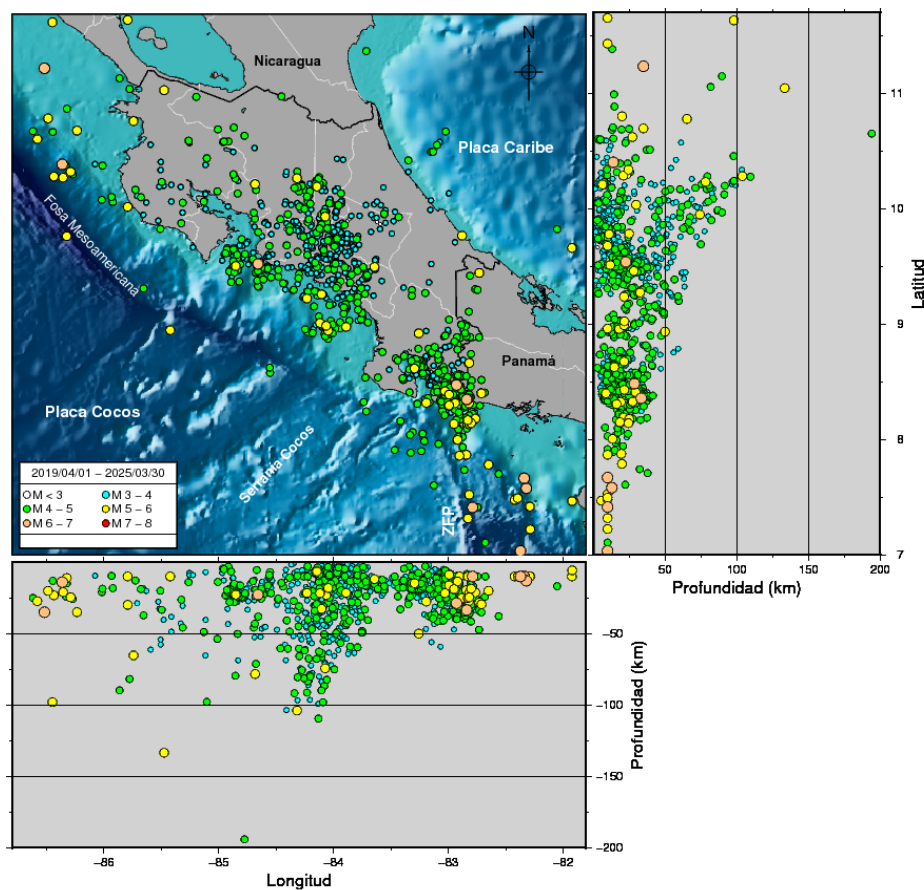 Nicaragua
N
Placa Caribe
Fosa Mesoamericana
Panamá
Placa Cocos
Serranía Cocos
ZFP
2019/04/01 – 2025/03/30
M < 3 M 3 – 4
M 4 – 5 M 5 – 6
M 6 – 7 M 7 – 8
11
10
9
8
7
Latitud
50 100 150 200
Profundidad (km)
–50
–100
–150
–200
Profundidad (km)
–86 –85 –84 –83 –82
Longitud